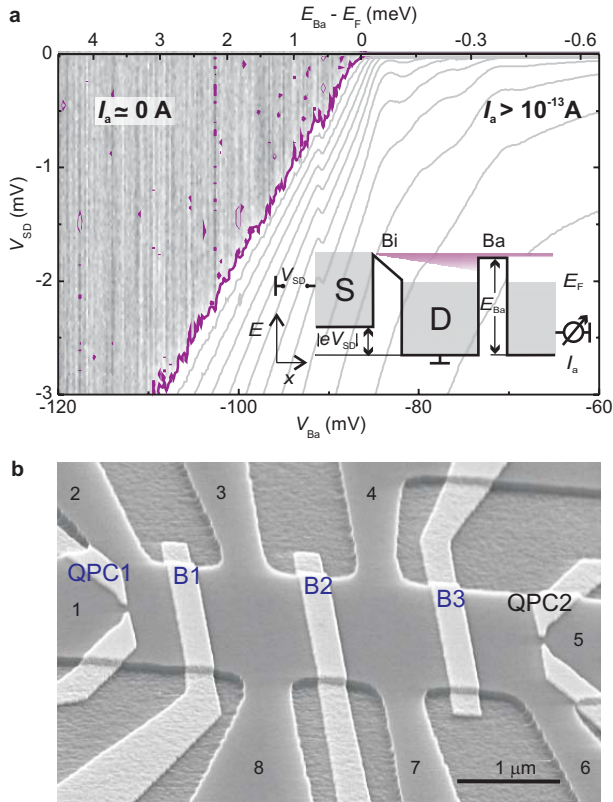 a
E_Ba - E_F (meV)
4 3 2 1 0 -0.3 -0.6
I_a ≃ 0 A
I_a > 10^-13 A
V_SD (mV)
0
-1
-2
-3
Bi Ba
V_SD
S
D
E_F
E_Ba
E
|eV_SD|
x
I_a
-120 -100 -80 -60
V_Ba (mV)
b
2 3 4
QPC1 B1 B2 B3 QPC2
1 5
8 7 6
1 µm